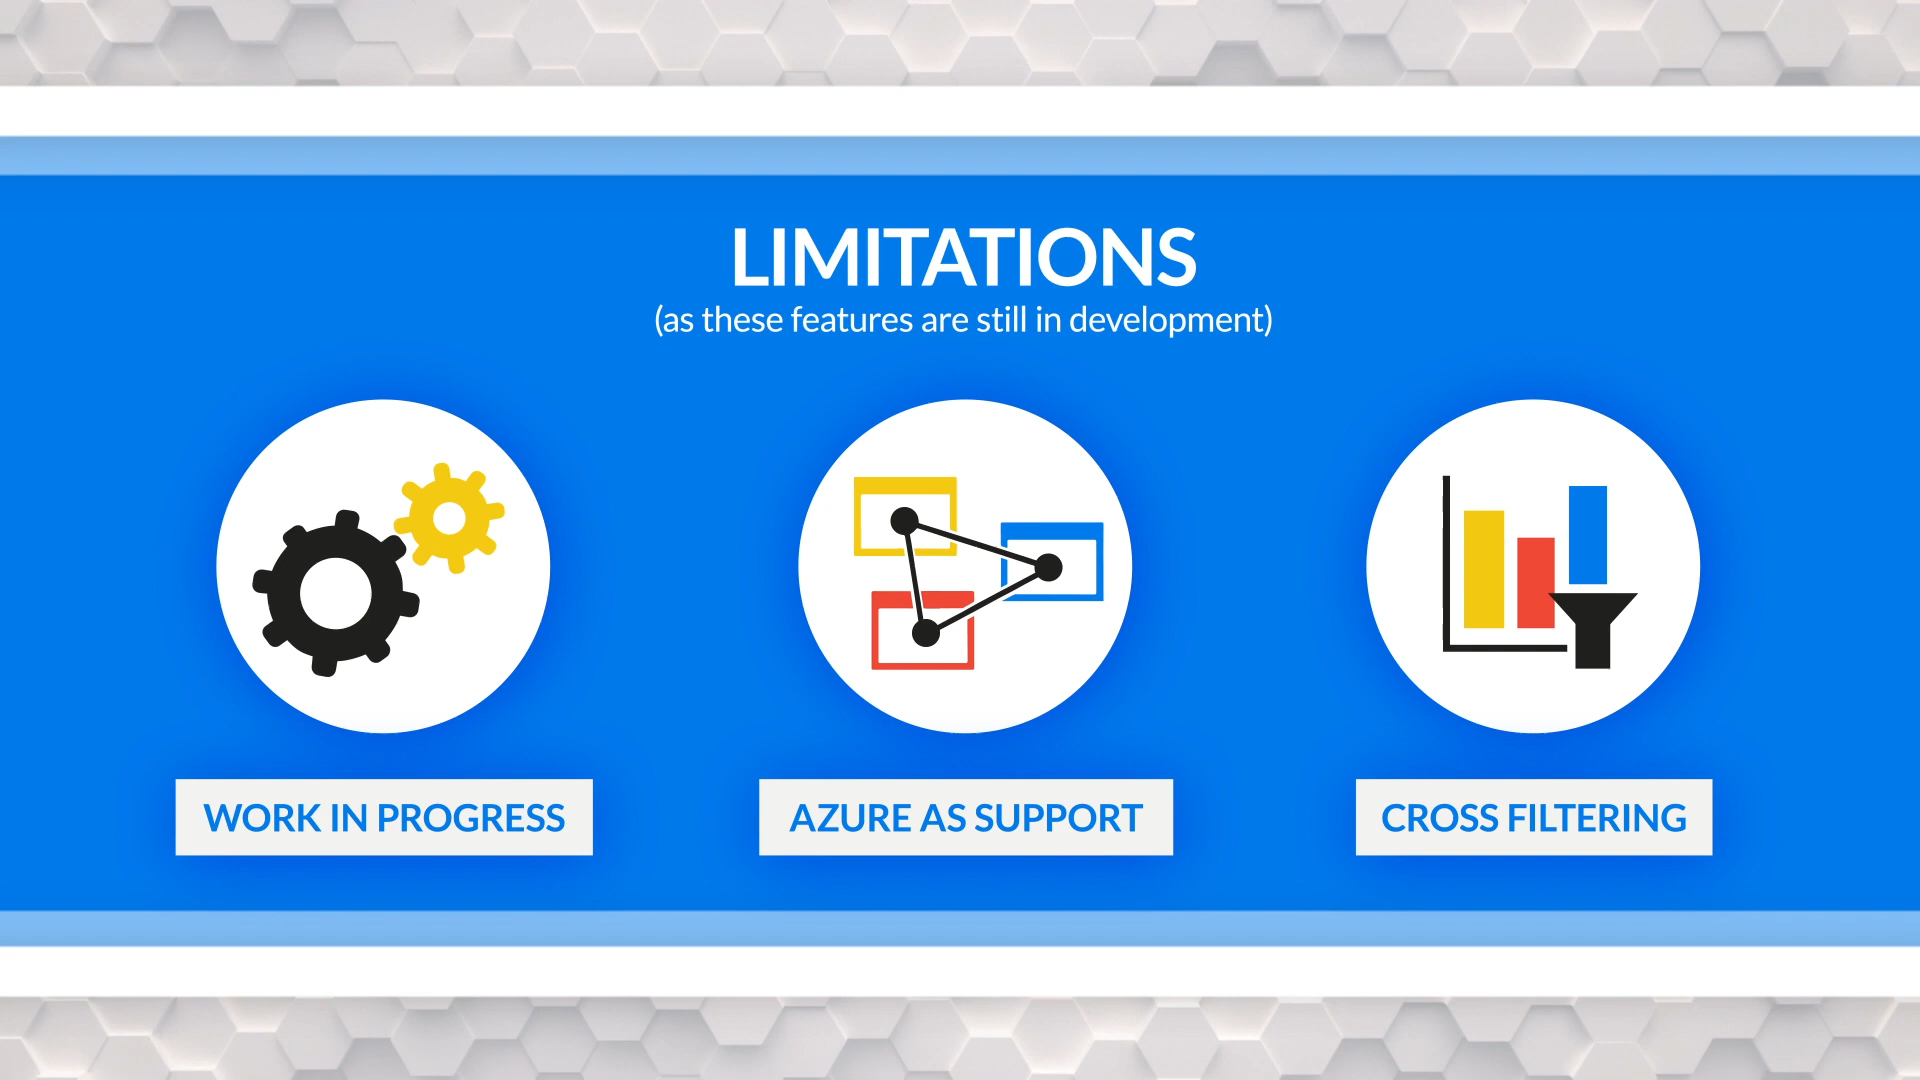 LIMITATIONS
(as these features are still in development)
WORK IN PROGRESS
AZURE AS SUPPORT
CROSS FILTERING